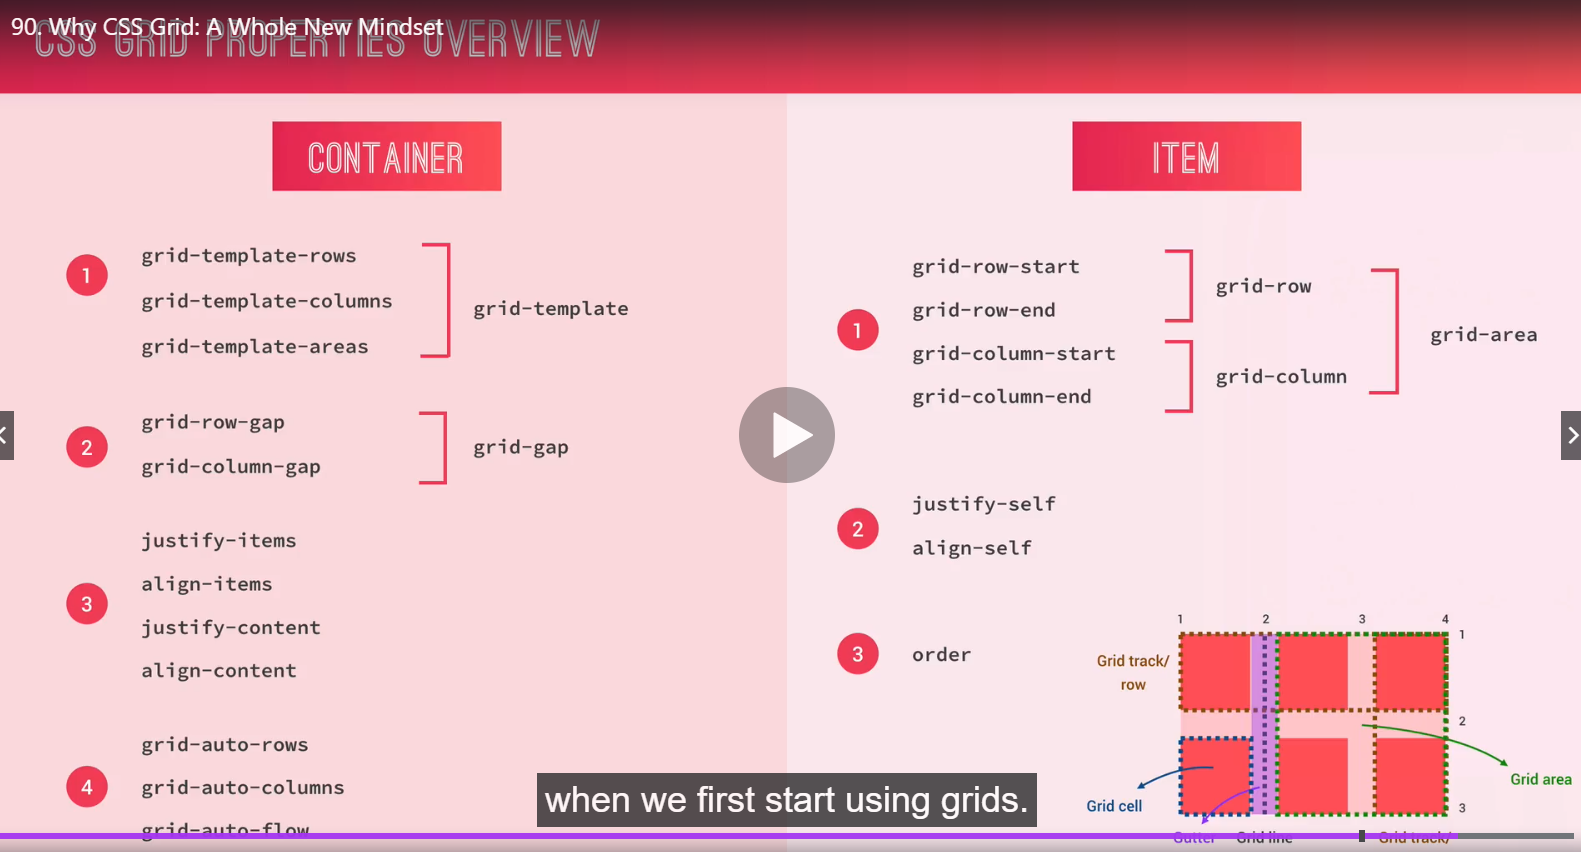 90. Why CSS Grid: A Whole New Mindset
CSS GRID PROPERTIES OVERVIEW
CONTAINER
1
grid-template-rows
grid-template-columns
grid-template-areas
grid-template
2
grid-row-gap
grid-column-gap
grid-gap
3
justify-items
align-items
justify-content
align-content
4
grid-auto-rows
grid-auto-columns
grid-auto-flow
ITEM
1
grid-row-start
grid-row-end
grid-row
grid-column-start
grid-column-end
grid-column
grid-area
2
justify-self
align-self
3
order
1 2 3 4
1
2
3
Grid track/
row
Grid cell
Grid area
Gutter
Grid line
Grid track/
when we first start using grids.